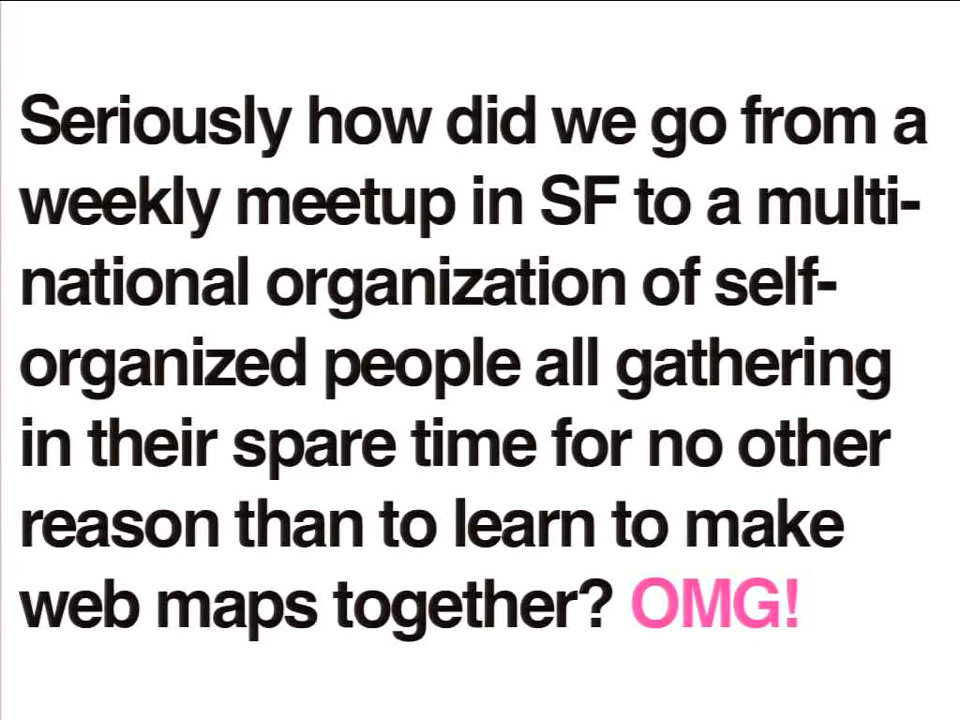 Seriously how did we go from a
weekly meetup in SF to a multi-
national organization of self-
organized people all gathering
in their spare time for no other
reason than to learn to make
web maps together? OMG!